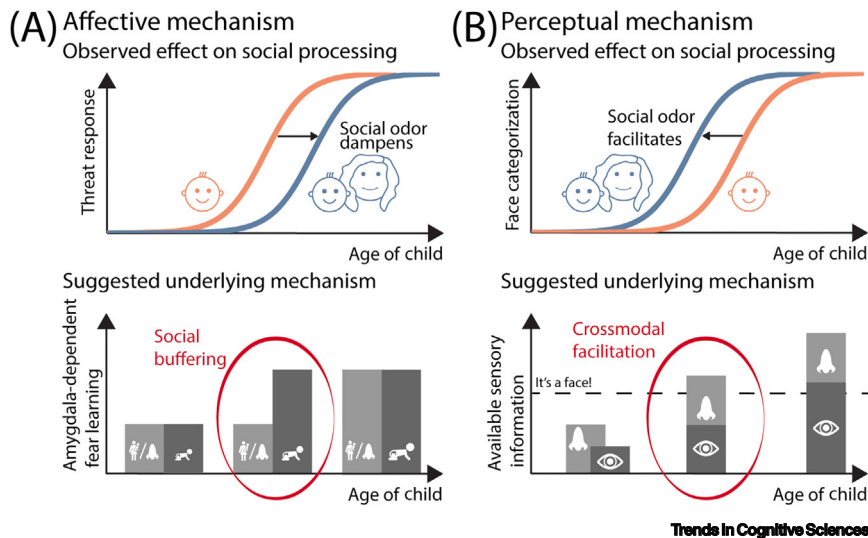 (A) Affective mechanism
Observed effect on social processing
Threat response
Social odor
dampens
Age of child
Suggested underlying mechanism
Amygdala-dependent
fear learning
Social
buffering
Age of child
(B) Perceptual mechanism
Observed effect on social processing
Face categorization
Social odor
facilitates
Age of child
Suggested underlying mechanism
Available sensory
information
Crossmodal
facilitation
It's a face!
Age of child
Trends in Cognitive Sciences